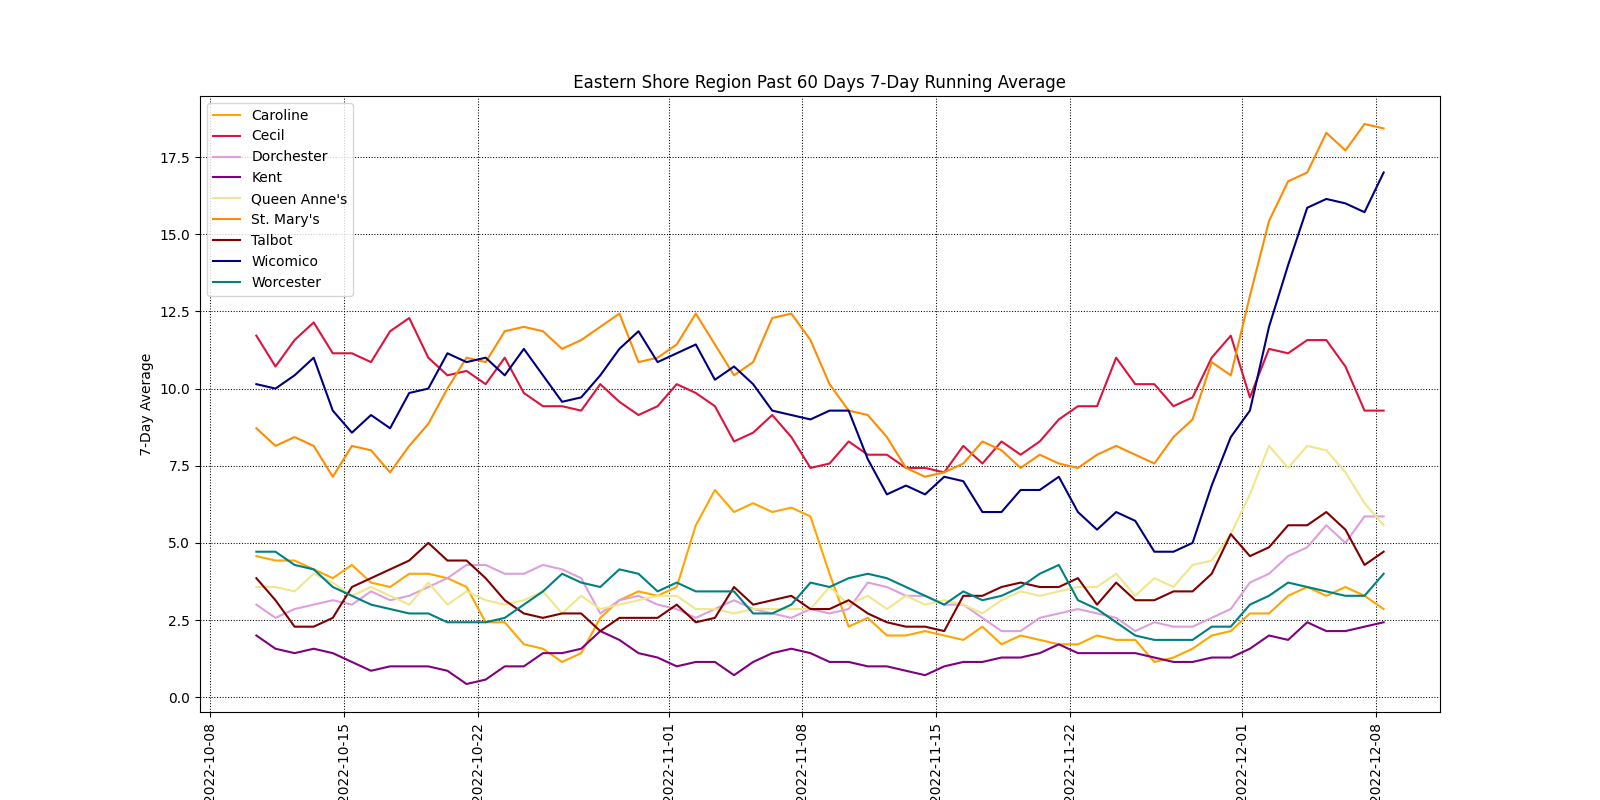 Eastern Shore Region Past 60 Days 7-Day Running Average
Caroline
Cecil
Dorchester
Kent
Queen Anne's
St. Mary's
Talbot
Wicomico
Worcester
7-Day Average
17.5
15.0
12.5
10.0
7.5
5.0
2.5
0.0
2022-10-08
2022-10-15
2022-10-22
2022-11-01
2022-11-08
2022-11-15
2022-11-22
2022-12-01
2022-12-08